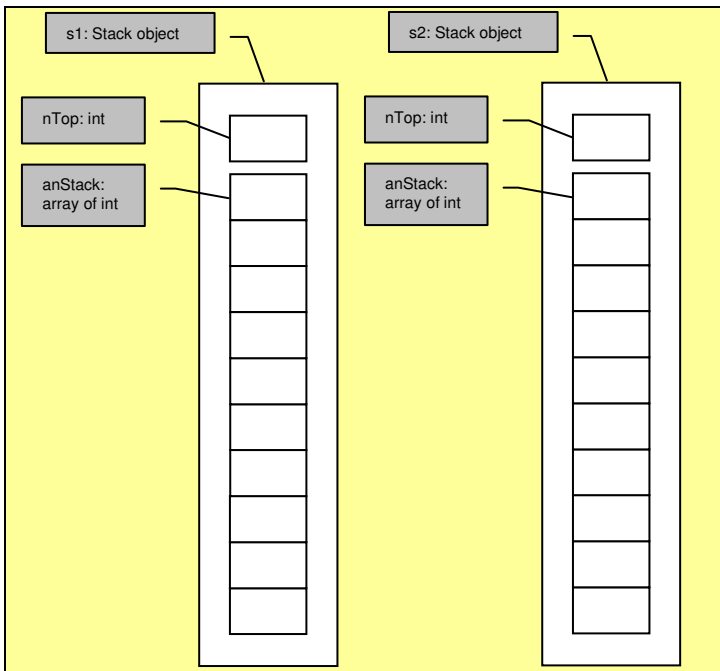 s1: Stack object
s2: Stack object
nTop: int
nTop: int
anStack:
array of int
anStack:
array of int